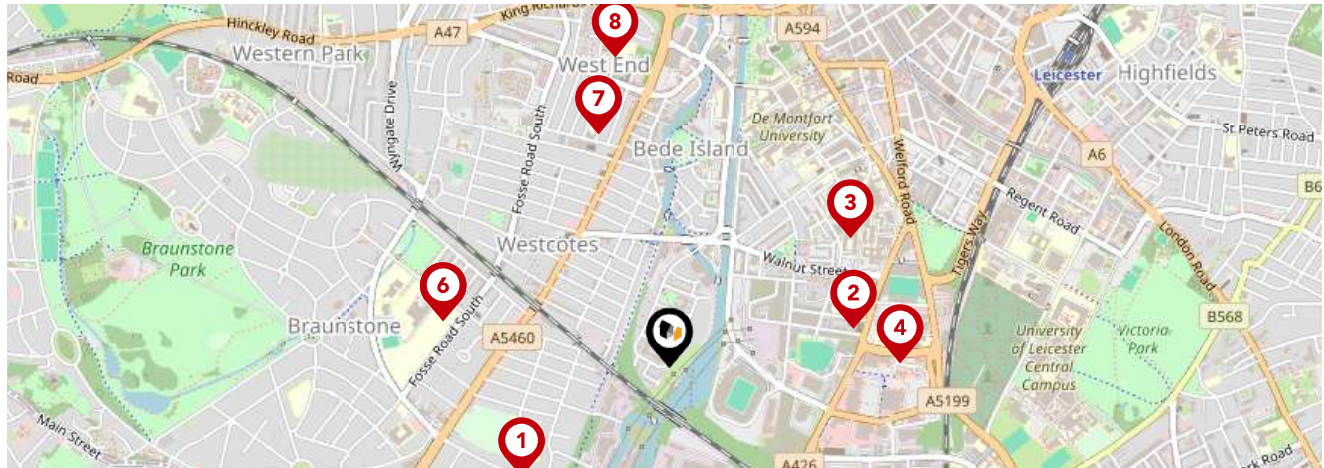 Hinckley Road
A47
King Richards
8
A594
Western Park
West End
Leicester
Highfields
Road
7
De Montfort
University
St Peters Road
Wyngate Drive
Fosse Road South
Bede Island
Welford Road
A6
B6
Regent Road
3
Braunstone
Park
Westcotes
Tigers Way
London Road
Walnut Street
6
2
Braunstone
A5460
4
University
of Leicester
Central
Campus
Victoria
Park
B568
Fosse Road South
A5199
Main Street
1
A426
Road